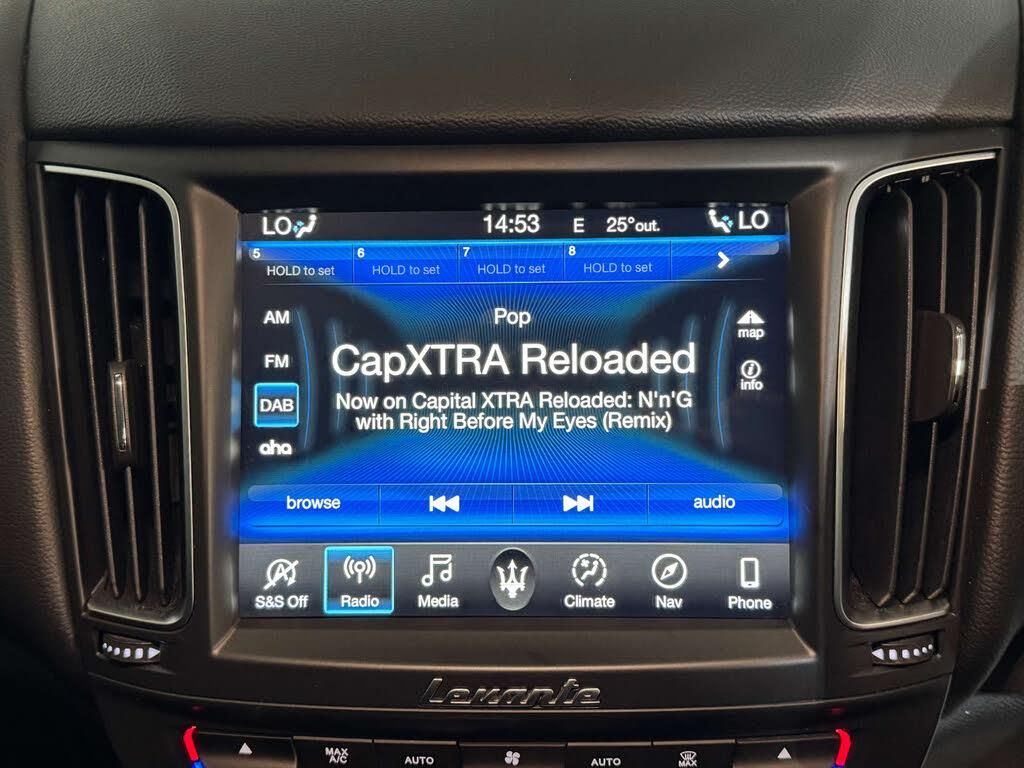 LO 14:53 E 25°out. LO
5 HOLD to set 6 HOLD to set 7 HOLD to set 8 HOLD to set
AM
FM
DAB
aha
Pop
CapXTRA Reloaded
Now on Capital XTRA Reloaded: N'n'G
with Right Before My Eyes (Remix)
map
info
browse audio
S&S Off Radio Media Climate Nav Phone
Levante
MAX A/C AUTO AUTO MAX